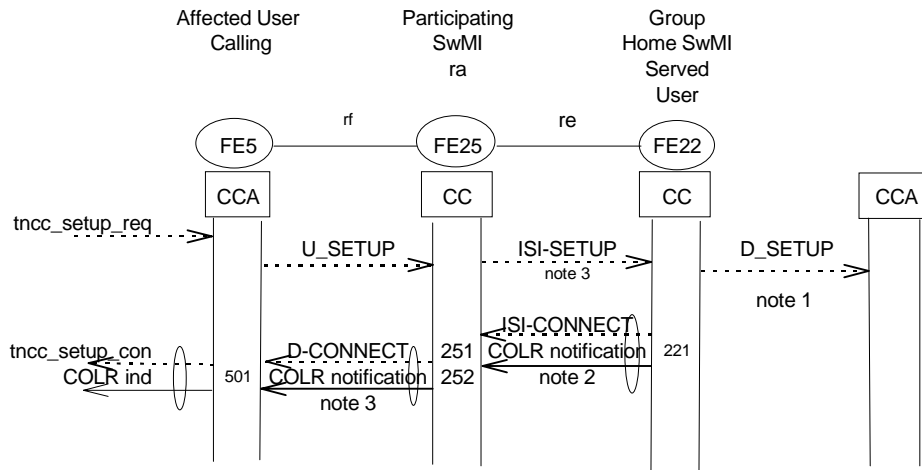 Affected User
Calling
Participating
SwMI
ra
Group
Home SwMI
Served
User
rf
re
FE5
FE25
FE22
CCA
CC
CC
CCA
tncc_setup_req
U_SETUP
ISI-SETUP
note 3
D_SETUP
note 1
ISI-CONNECT
tncc_setup_con
D-CONNECT
251
COLR notification
221
COLR ind
501
COLR notification
252
note 2
note 3